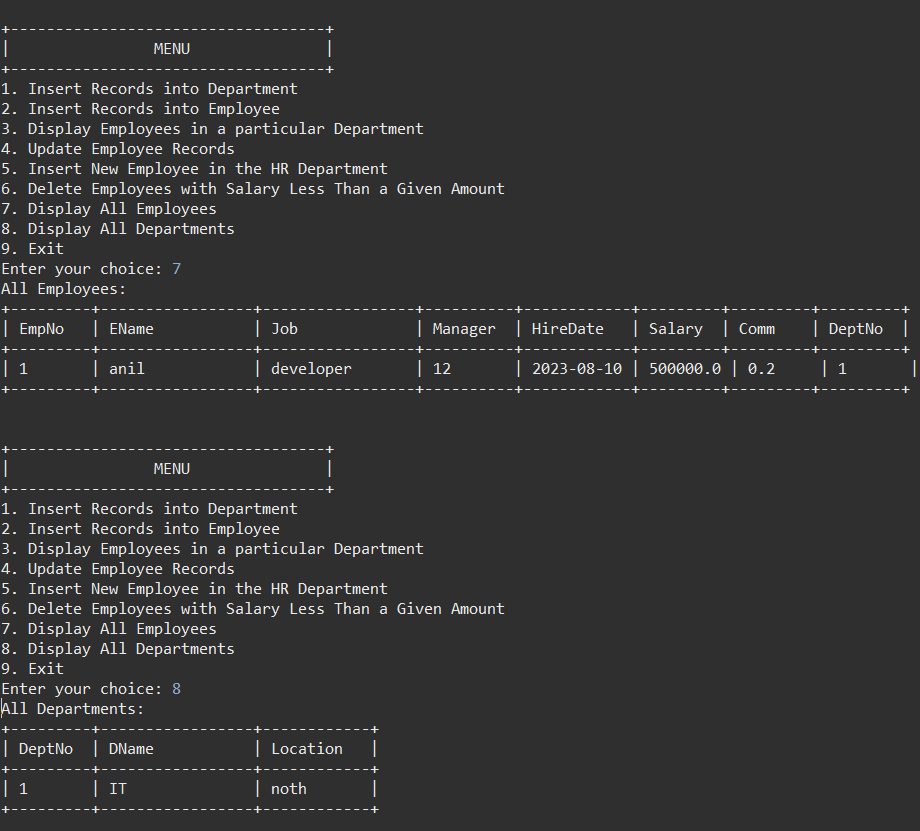 +-----------------------------------+
|                MENU               |
+-----------------------------------+
1. Insert Records into Department
2. Insert Records into Employee
3. Display Employees in a particular Department
4. Update Employee Records
5. Insert New Employee in the HR Department
6. Delete Employees with Salary Less Than a Given Amount
7. Display All Employees
8. Display All Departments
9. Exit
Enter your choice: 7
All Employees:
+---------+-----------------+-----------------+----------+------------+---------+---------+---------+
| EmpNo   | EName           | Job             | Manager  | HireDate   | Salary  | Comm    | DeptNo  |
+---------+-----------------+-----------------+----------+------------+---------+---------+---------+
| 1       | anil            | developer       | 12       | 2023-08-10 | 500000.0 | 0.2     | 1       |
+---------+-----------------+-----------------+----------+------------+---------+---------+---------+
+-----------------------------------+
|                MENU               |
+-----------------------------------+
1. Insert Records into Department
2. Insert Records into Employee
3. Display Employees in a particular Department
4. Update Employee Records
5. Insert New Employee in the HR Department
6. Delete Employees with Salary Less Than a Given Amount
7. Display All Employees
8. Display All Departments
9. Exit
Enter your choice: 8
All Departments:
+---------+-----------------+------------+
| DeptNo  | DName           | Location   |
+---------+-----------------+------------+
| 1       | IT              | noth       |
+---------+-----------------+------------+